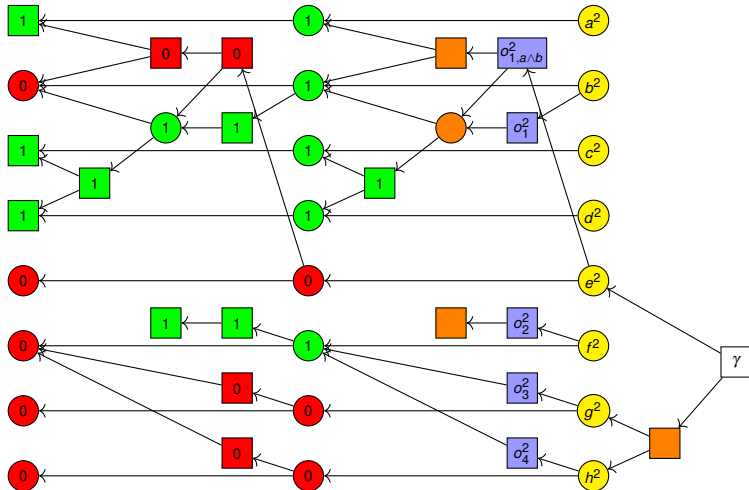 1 1 a²
0 0 o²₁,ₐ∧b
0 1 b²
1 1 o²₁
1 1 c²
1 1
1 1 d²
0 0 e²
1 1 o²₂
0 1 f²
γ
0 o²₃
0 0 g²
0 o²₄
0 0 h²